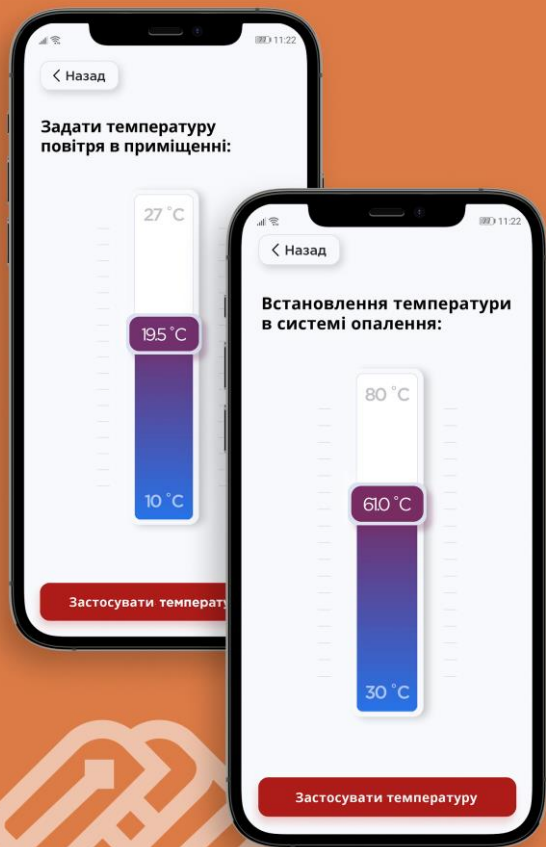 11:22
Назад
Задати температуру
повітря в приміщенні:
27 °C
19.5 °C
10 °C
Застосувати
11:22
Назад
Встановлення температури
в системі опалення:
80 °C
61.0 °C
30 °C
Застосувати температуру